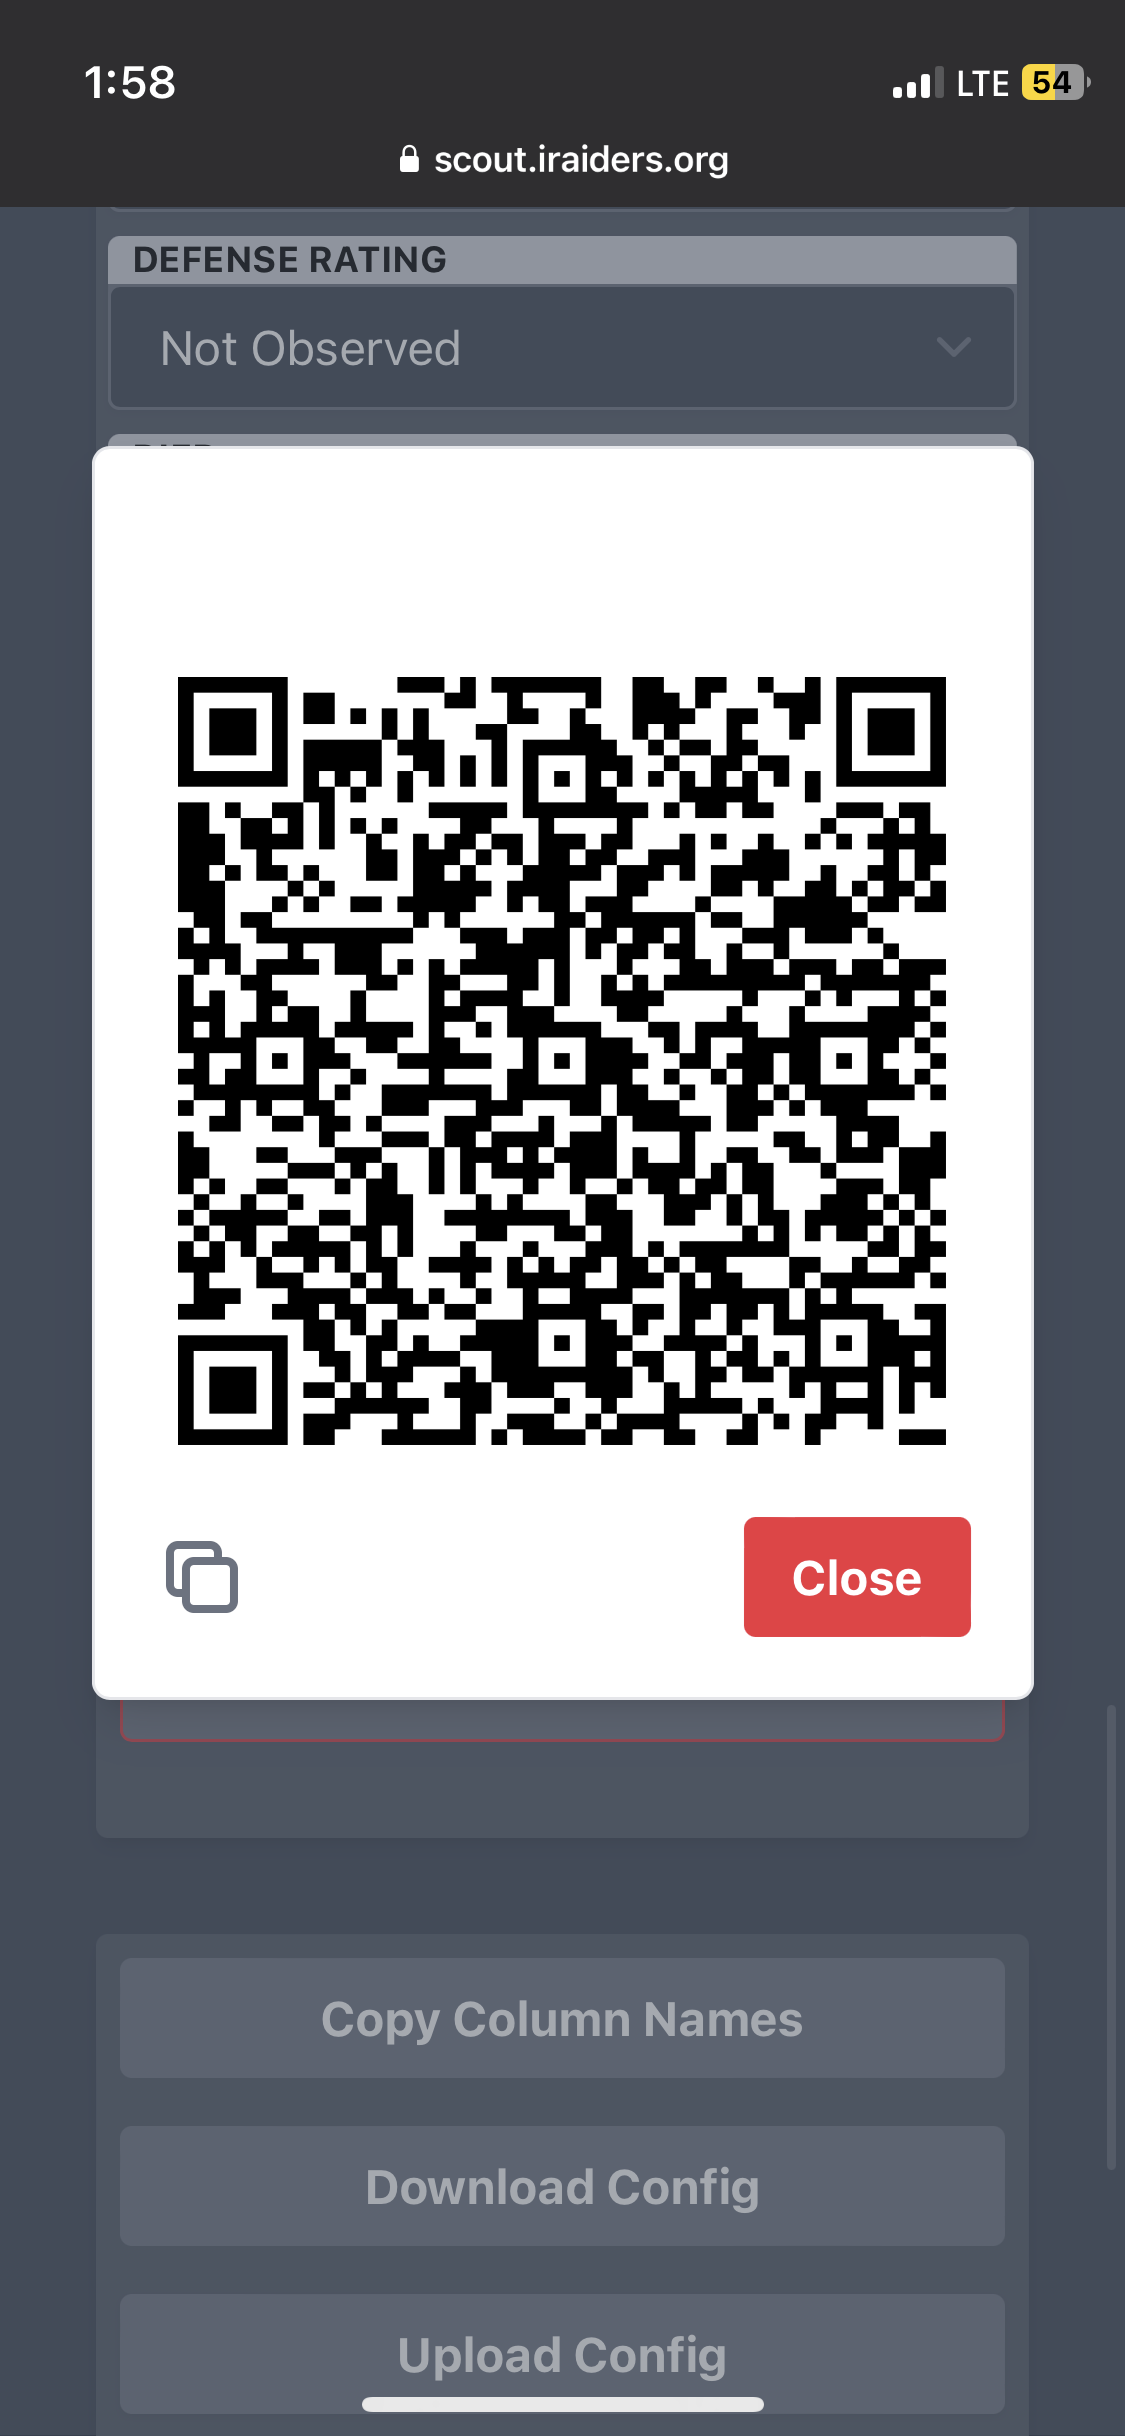 1:58
LTE 54
scout.iraiders.org
DEFENSE RATING
Not Observed
Close
Copy Column Names
Download Config
Upload Config